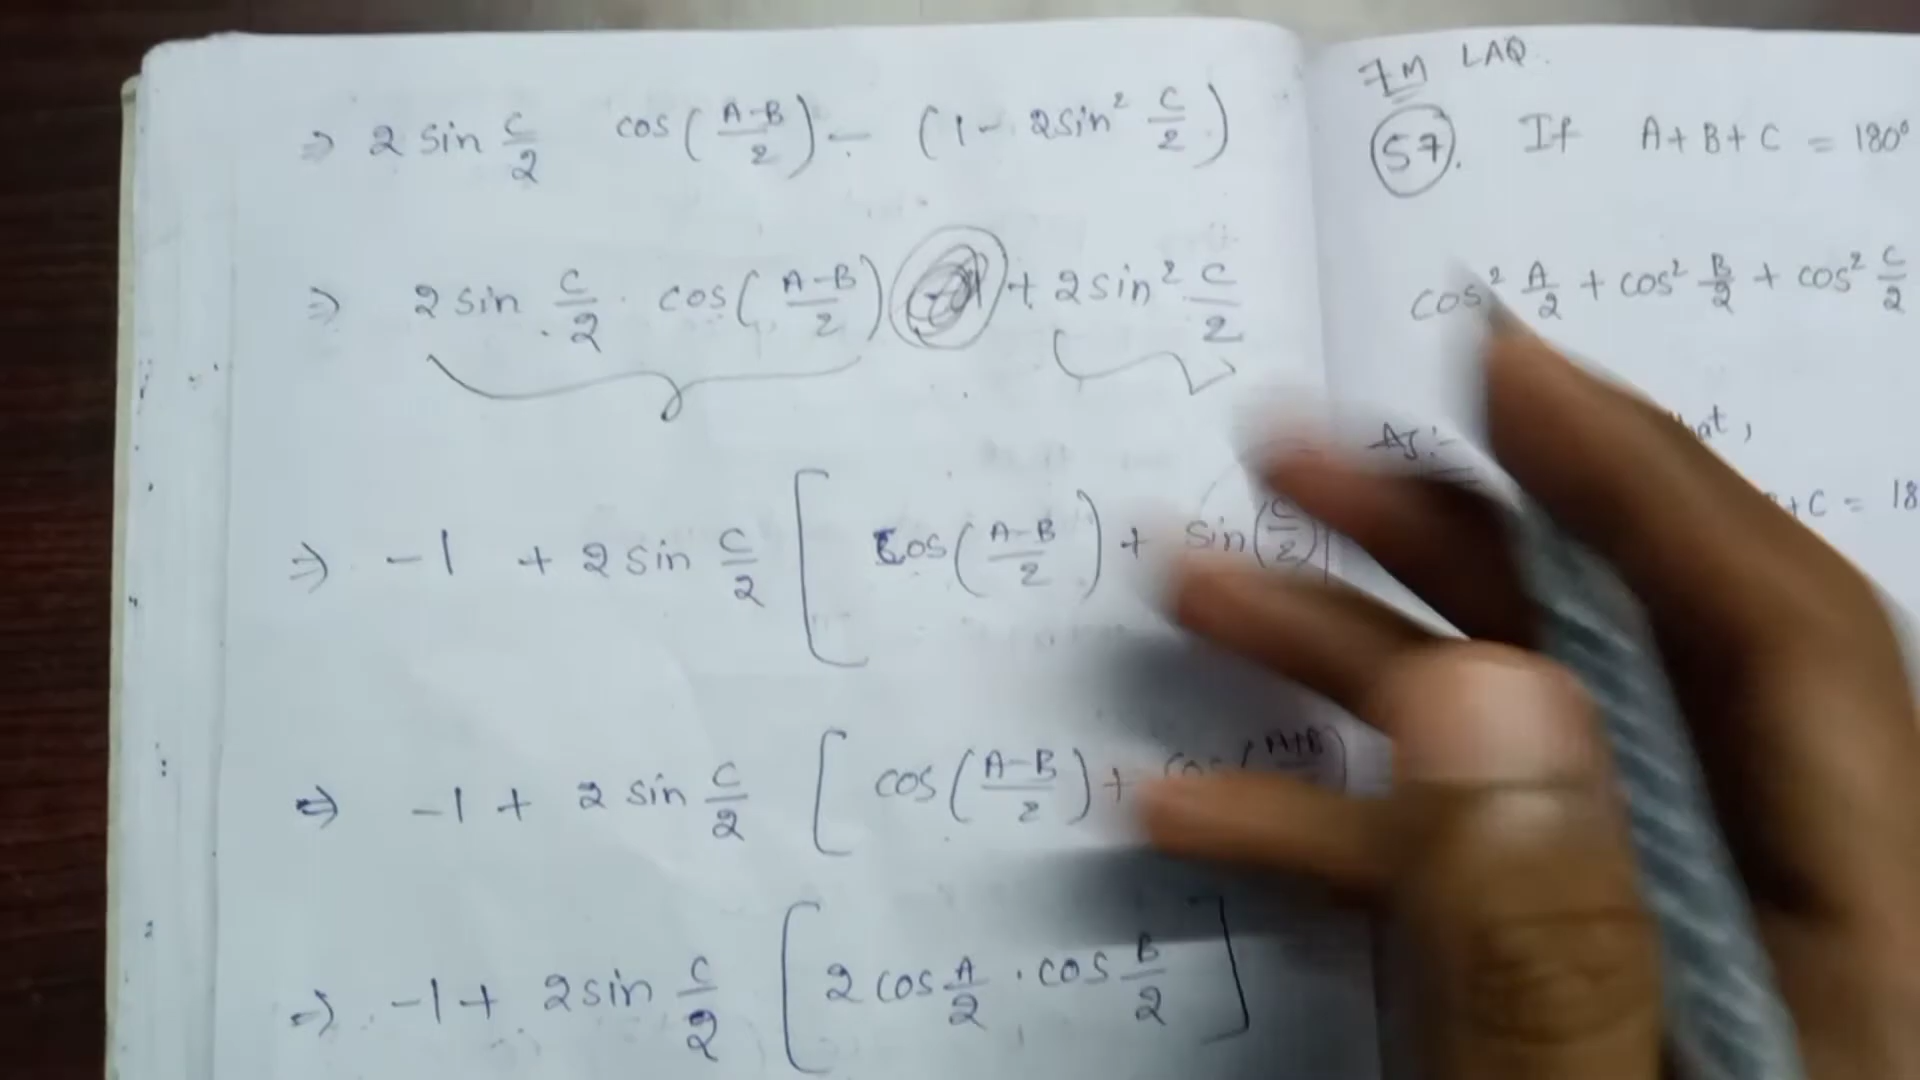 ⇒ 2 sin C/2 cos(A-B/2) - (1 - 2sin² C/2)
⇒ 2 sin C/2 . cos(A-B/2) + 2 sin² C/2
⇒ -1 + 2 sin C/2 [ cos(A-B/2) + sin(C/2)
⇒ -1 + 2 sin C/2 [ cos(A-B/2) + cos(A+B
⇒ -1 + 2 sin C/2 [ 2 cos A/2 . cos B/2 ]
7M LAQ.
57. If A+B+C = 180°
cos² A/2 + cos² B/2 + cos² C/2
+C = 18